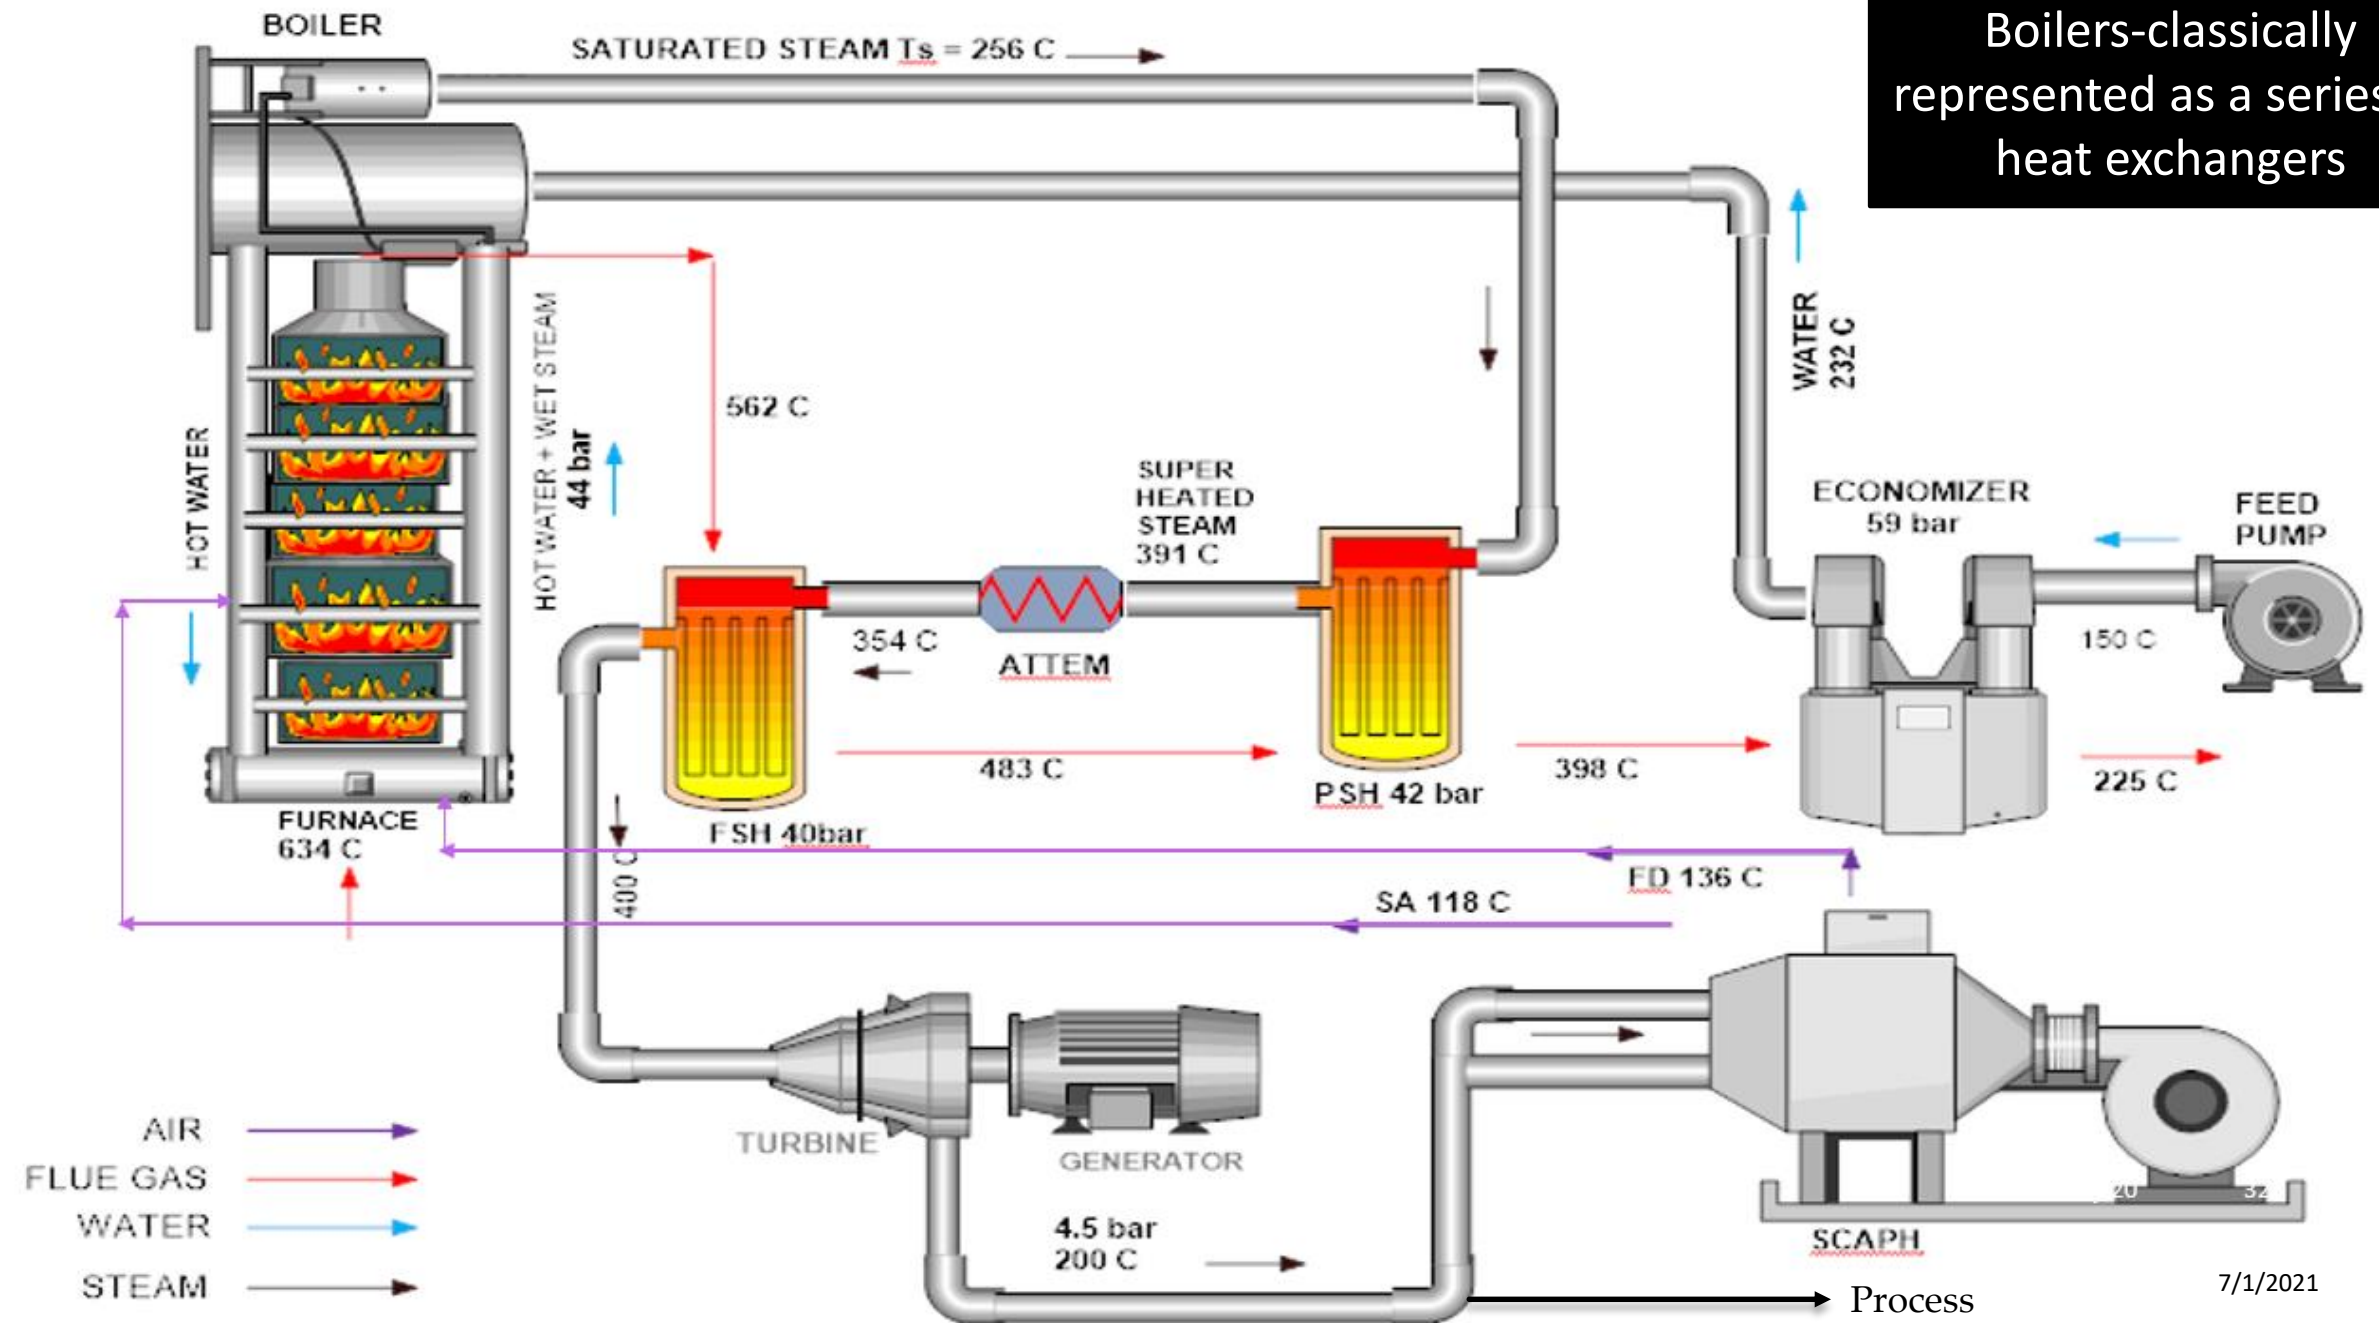 BOILER
SATURATED STEAM Ts = 256 C
Boilers-classically
represented as a series
heat exchangers
HOT WATER
HOT WATER + WET STEAM
44 bar
562 C
WATER
232 C
SUPER
HEATED
STEAM
391 C
ECONOMIZER
59 bar
FEED
PUMP
354 C
ATTEM
150 C
483 C
398 C
225 C
PSH 42 bar
FURNACE
634 C
FSH 40bar
400 C
FD 136 C
SA 118 C
TURBINE
GENERATOR
AIR
FLUE GAS
WATER
STEAM
4.5 bar
200 C
20
32
SCAPH
7/1/2021
Process